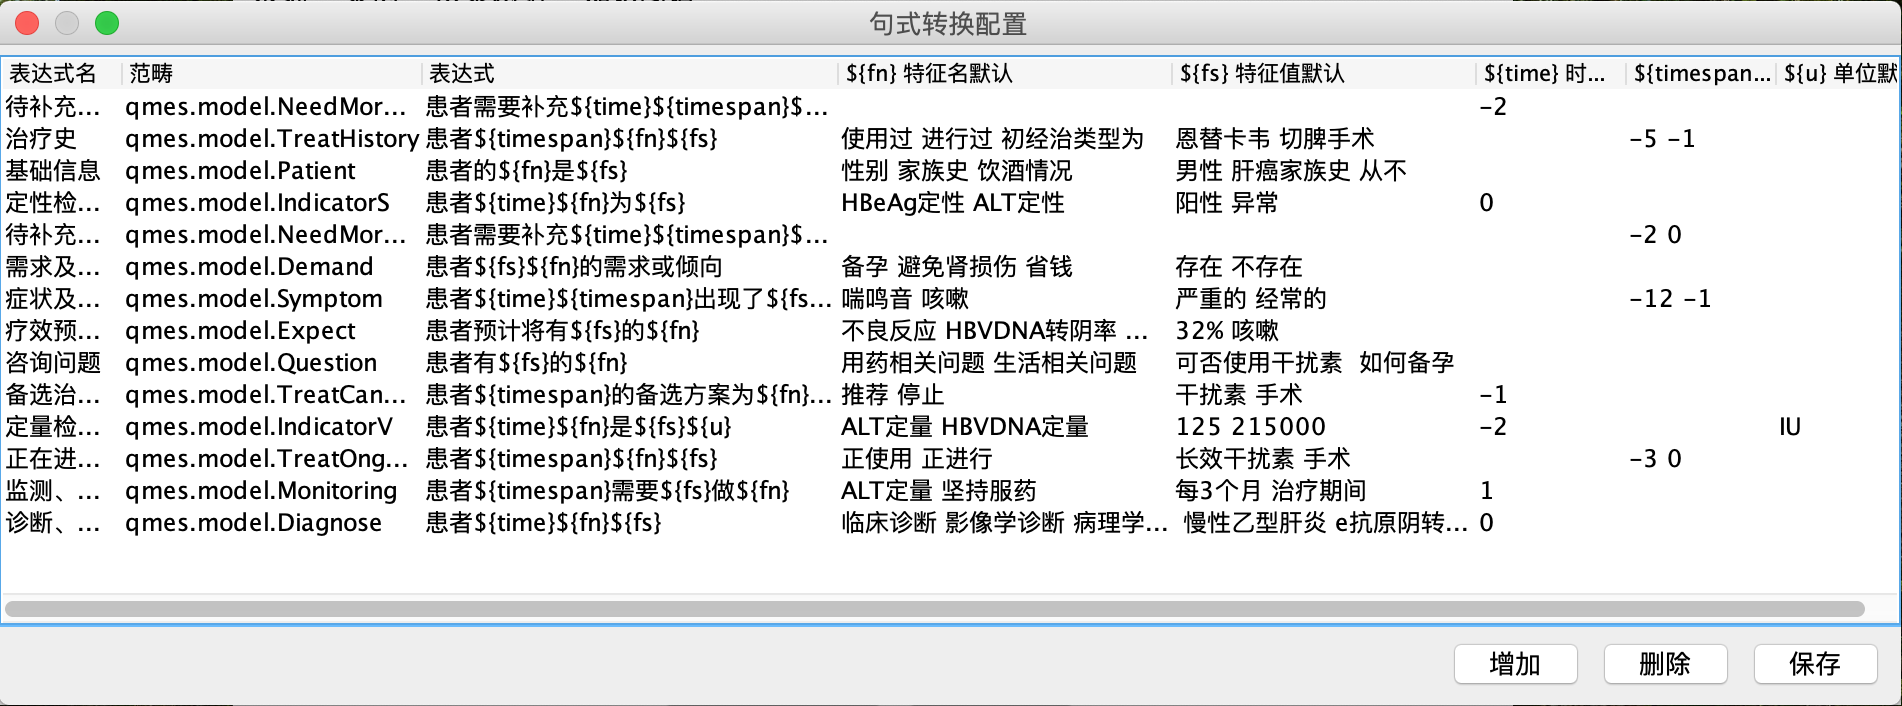 句式转换配置
表达式名 范畴 表达式 ${fn} 特征名默认 ${fs} 特征值默认 ${time} 时... ${timespan... ${u} 单位默
待补充... qmes.model.NeedMor... 患者需要补充${time}${timespan}$... -2
治疗史 qmes.model.TreatHistory 患者${timespan}${fn}${fs} 使用过 进行过 初经治类型为 恩替卡韦 切脾手术 -5 -1
基础信息 qmes.model.Patient 患者的${fn}是${fs} 性别 家族史 饮酒情况 男性 肝癌家族史 从不
定性检... qmes.model.IndicatorS 患者${time}${fn}为${fs} HBeAg定性 ALT定性 阳性 异常 0
待补充... qmes.model.NeedMor... 患者需要补充${time}${timespan}$... -2 0
需求及... qmes.model.Demand 患者${fs}${fn}的需求或倾向 备孕 避免肾损伤 省钱 存在 不存在
症状及... qmes.model.Symptom 患者${time}${timespan}出现了${fs... 喘鸣音 咳嗽 严重的 经常的 -12 -1
疗效预... qmes.model.Expect 患者预计将有${fs}的${fn} 不良反应 HBVDNA转阴率 ... 32% 咳嗽
咨询问题 qmes.model.Question 患者有${fs}的${fn} 用药相关问题 生活相关问题 可否使用干扰素 如何备孕
备选治... qmes.model.TreatCan... 患者${timespan}的备选方案为${fn}... 推荐 停止 干扰素 手术 -1
定量检... qmes.model.IndicatorV 患者${time}${fn}是${fs}${u} ALT定量 HBVDNA定量 125 215000 -2 IU
正在进... qmes.model.TreatOng... 患者${timespan}${fn}${fs} 正使用 正进行 长效干扰素 手术 -3 0
监测、... qmes.model.Monitoring 患者${timespan}需要${fs}做${fn} ALT定量 坚持服药 每3个月 治疗期间 1
诊断、... qmes.model.Diagnose 患者${time}${fn}${fs} 临床诊断 影像学诊断 病理学... 慢性乙型肝炎 e抗原阴转... 0
增加 删除 保存